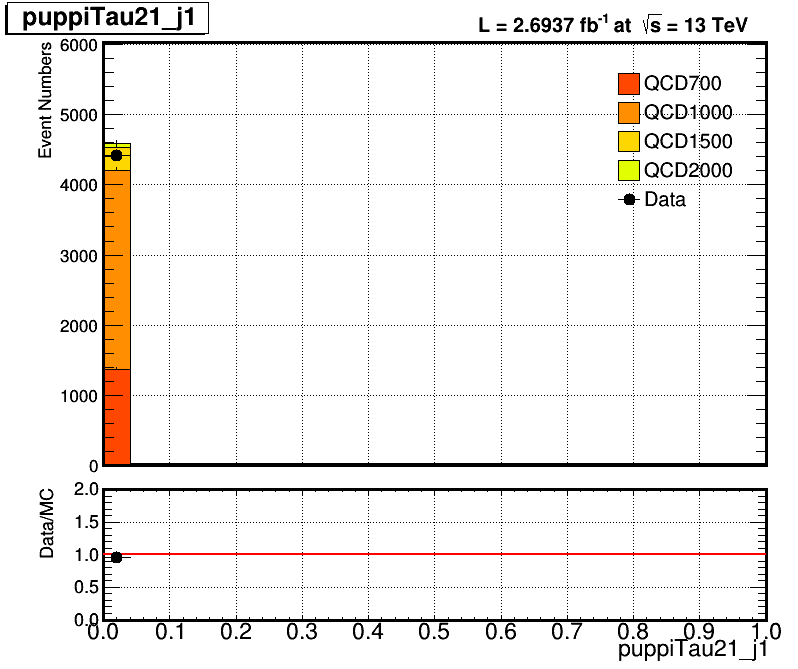 puppiTau21_j1
L = 2.6937 fb-1 at √s = 13 TeV
Event Numbers
6000
5000
4000
3000
2000
1000
0
QCD700
QCD1000
QCD1500
QCD2000
Data
Data/MC
2.0
1.5
1.0
0.5
0.0
0.0 0.1 0.2 0.3 0.4 0.5 0.6 0.7 0.8 0.9 1.0
puppiTau21_j1